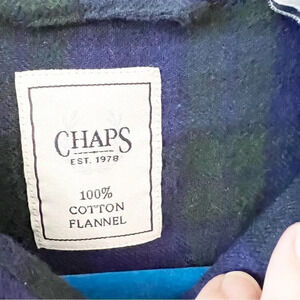 CHAPS
EST. 1978
100%
COTTON
FLANNEL